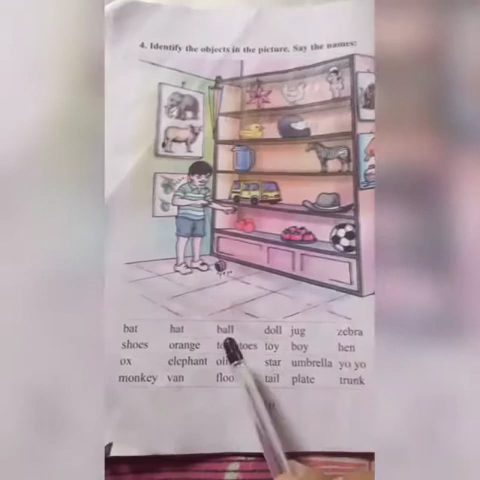 4. Identify the objects in the picture. Say the names:
bat hat ball doll jug zebra
shoes orange toy boy hen
ox elephant star umbrella yo yo
monkey van tail plate trunk